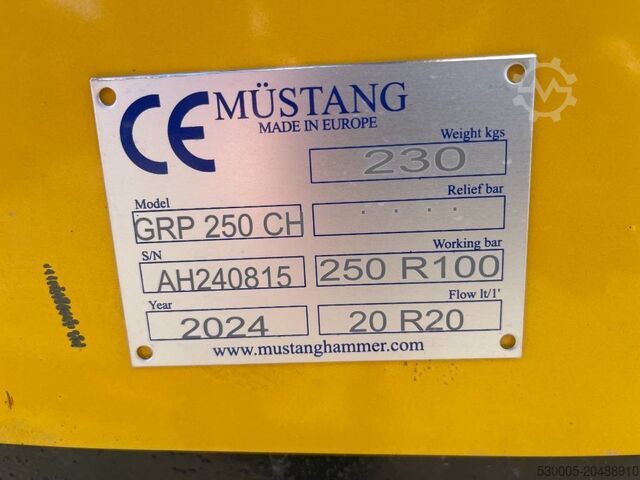 CE MÜSTANG
MADE IN EUROPE
Weight kgs
230
Model
Relief bar
GRP 250 CH
. . . .
S/N
Working bar
AH240815
250 R100
Year
Flow lt/1'
2024
20 R20
www.mustanghammer.com
530005-20488910